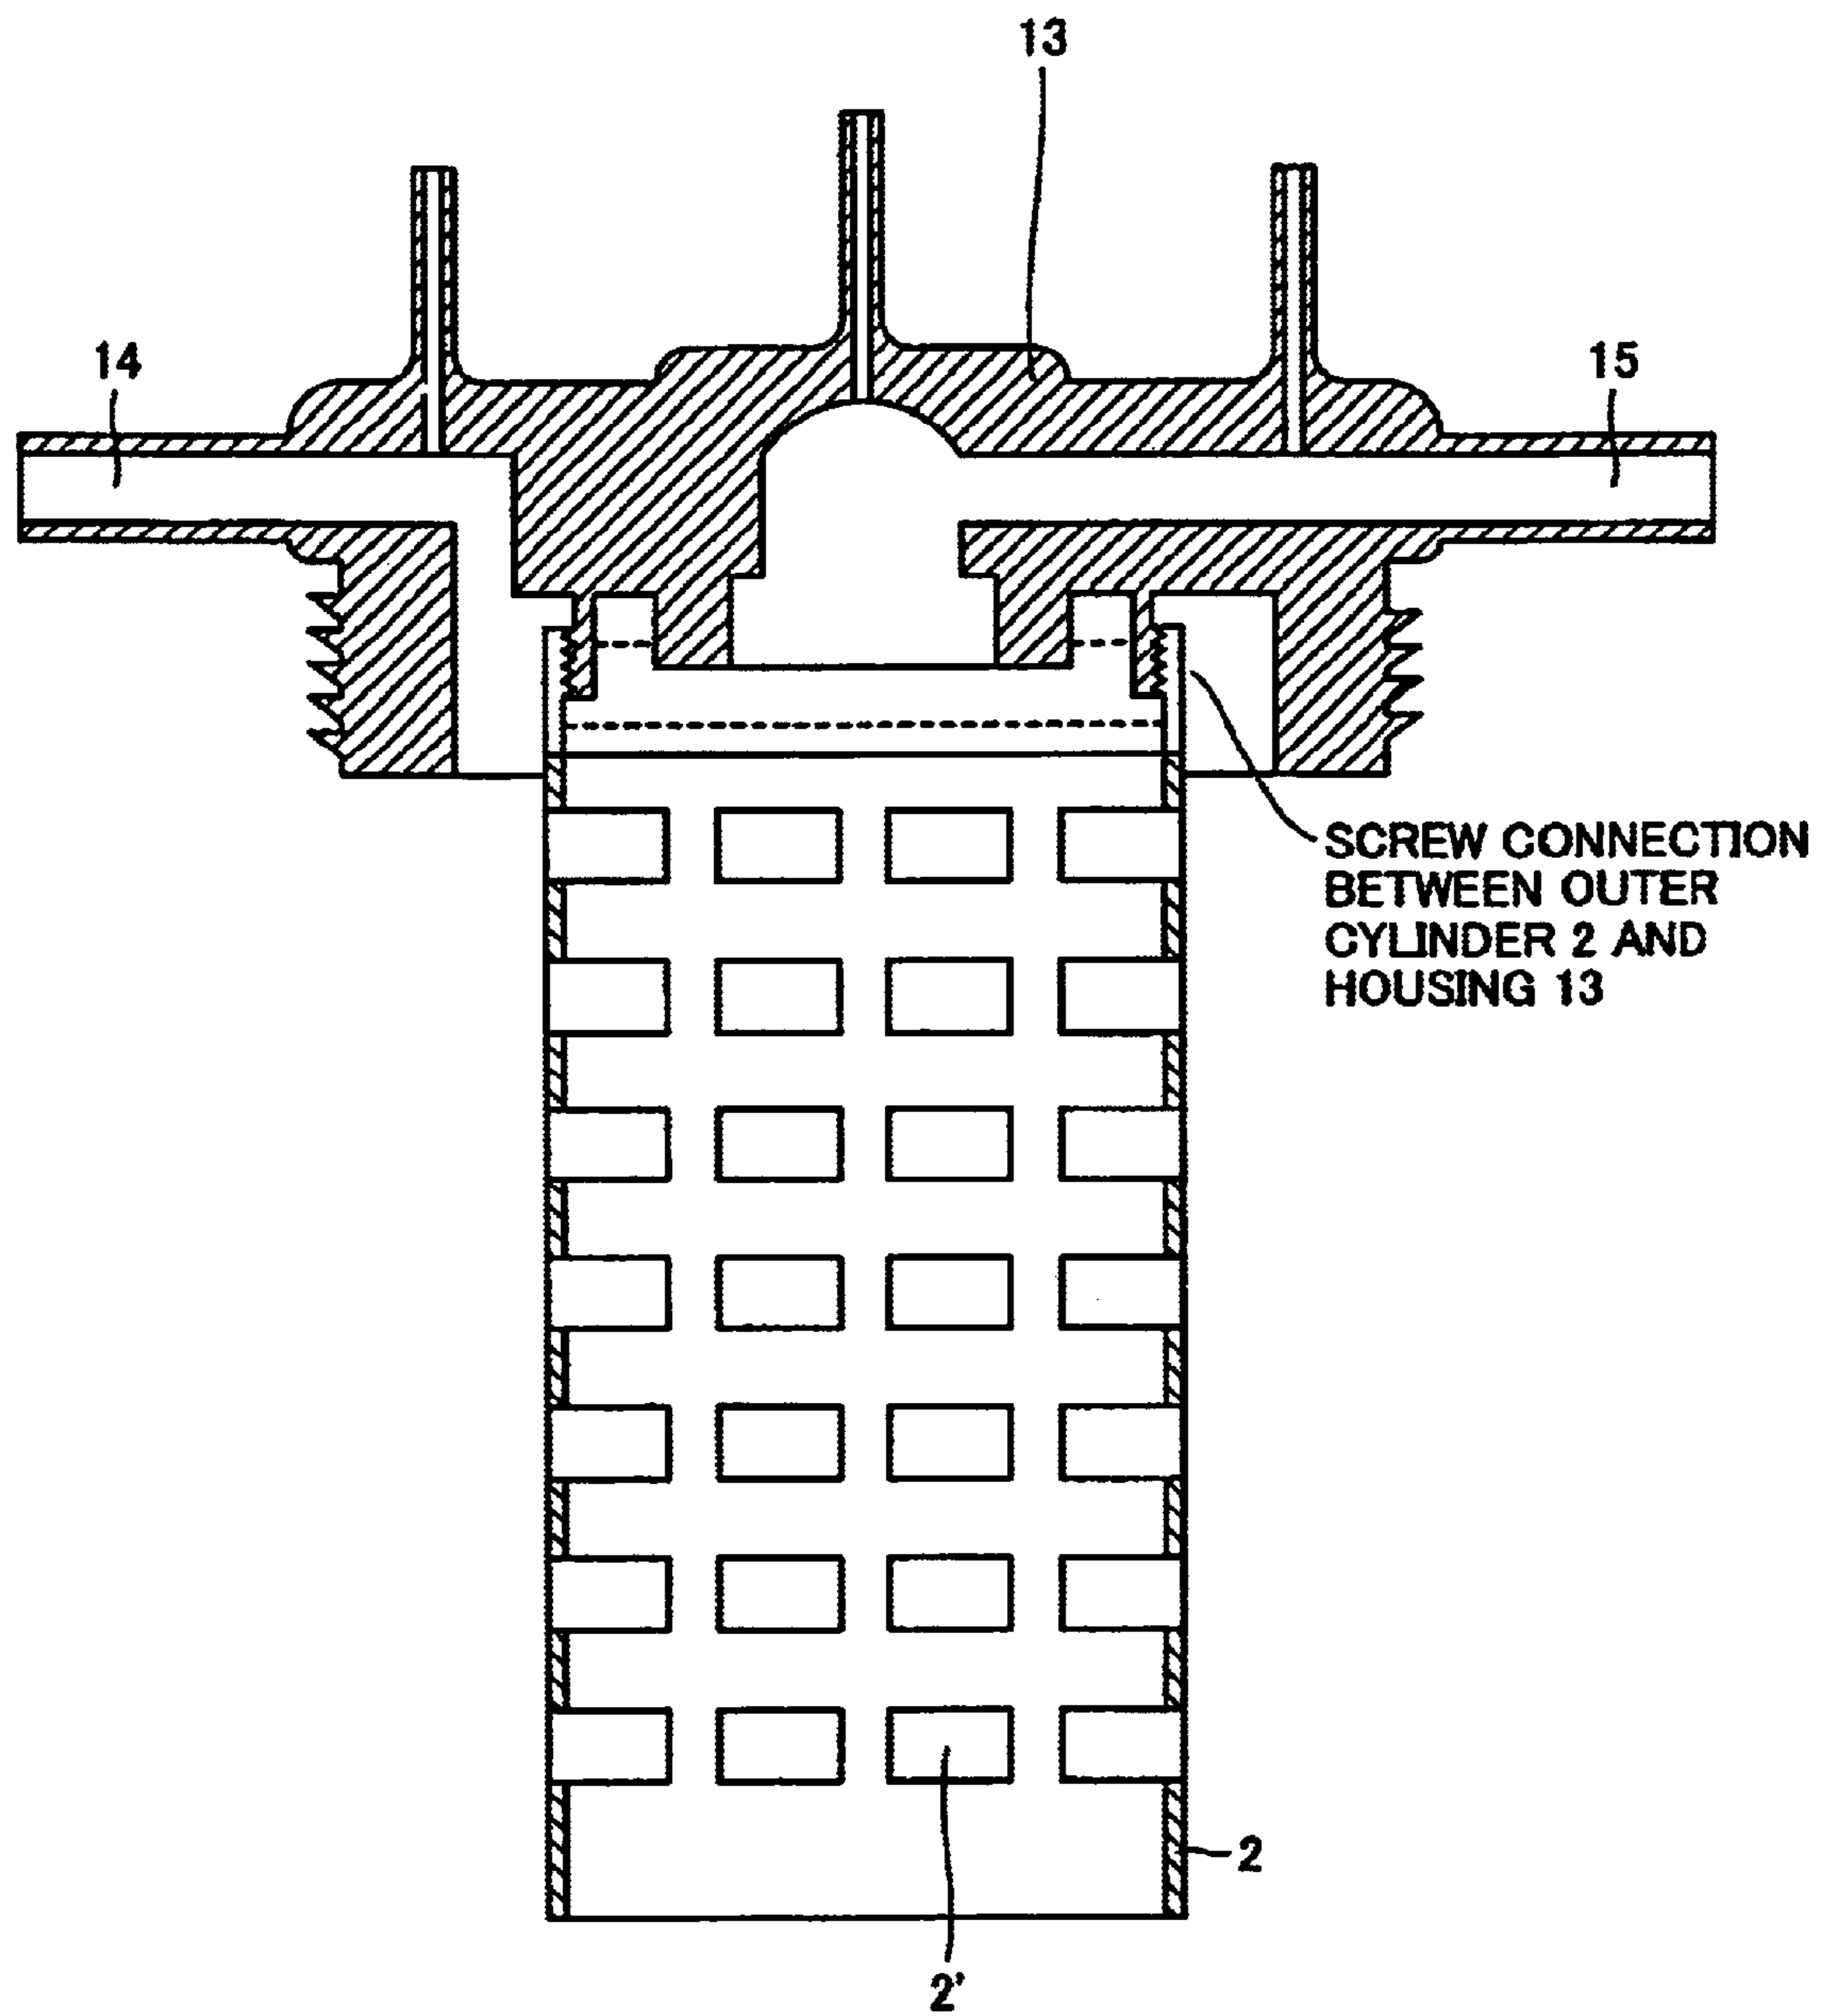 13
14
15
SCREW CONNECTION
BETWEEN OUTER
CYLINDER 2 AND
HOUSING 13
2
2'